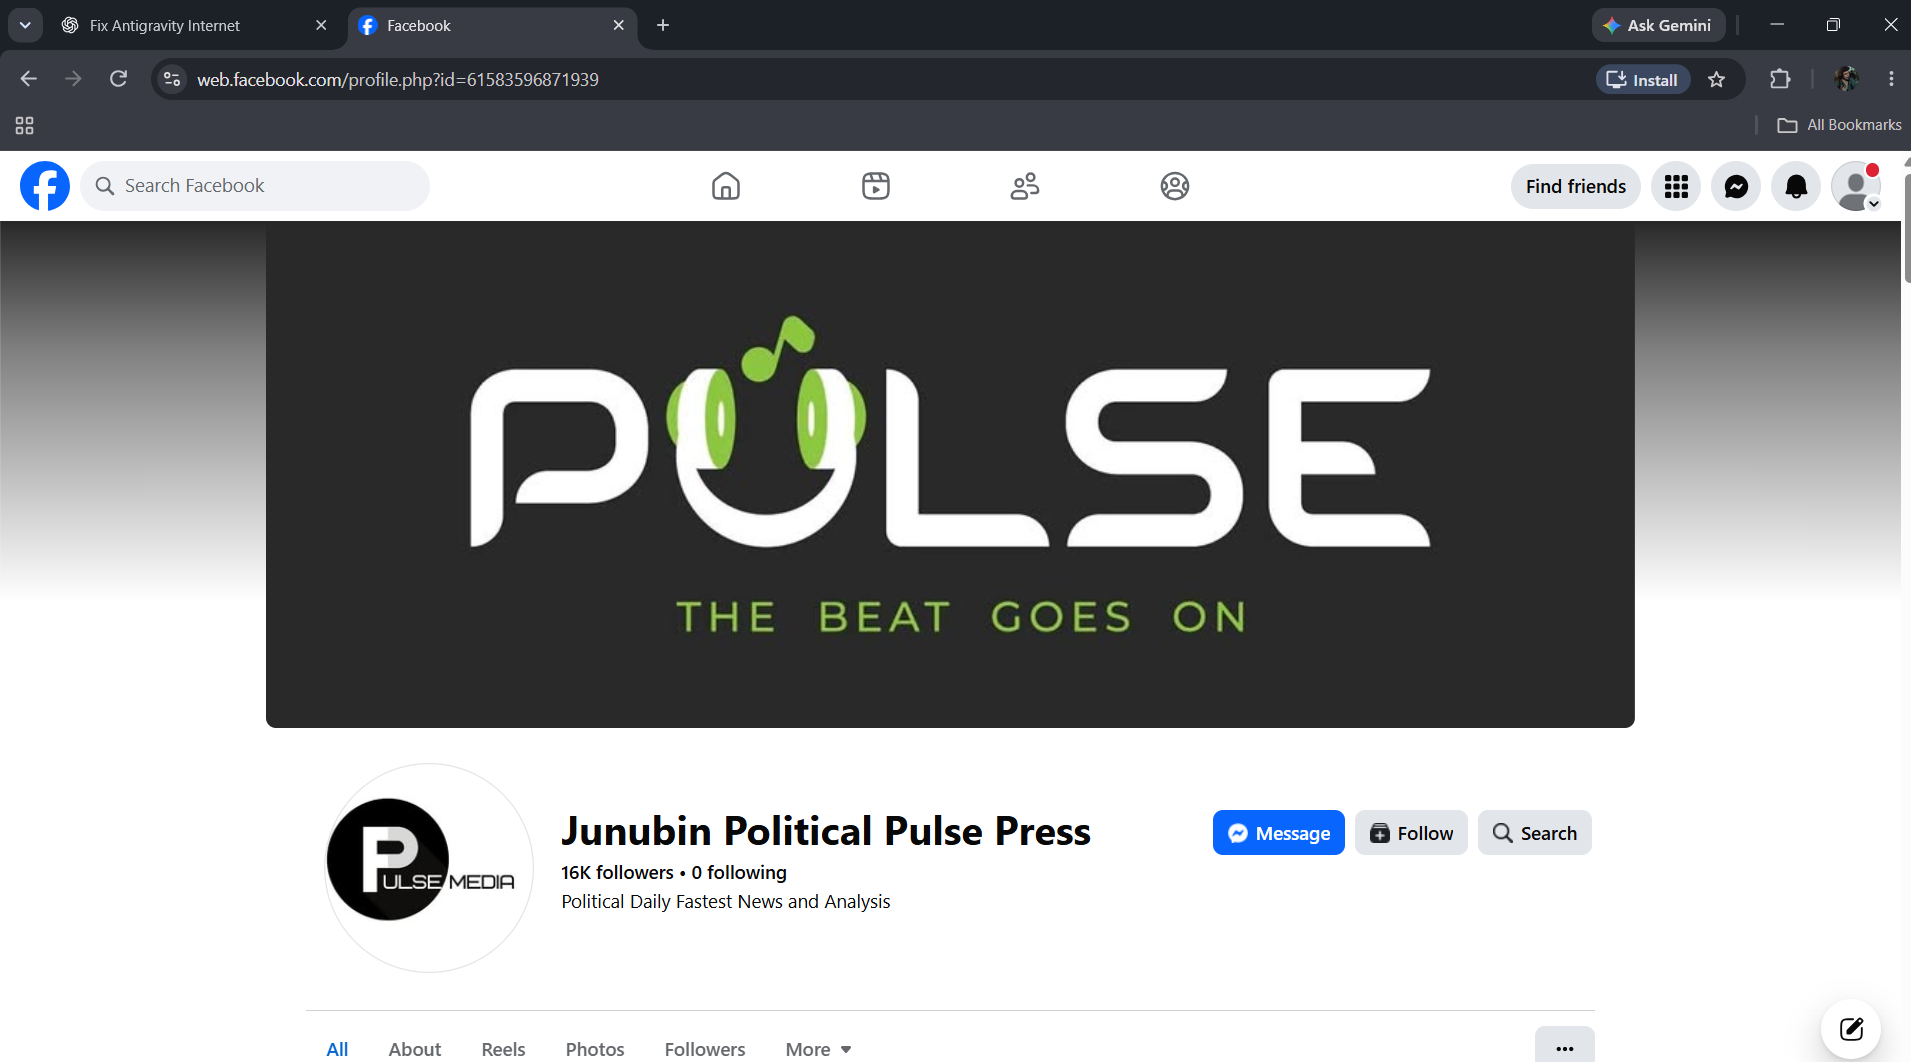 Fix Antigravity Internet
Facebook
Ask Gemini
web.facebook.com/profile.php?id=61583596871939
Install
All Bookmarks
Search Facebook
Find friends
PULSE
THE BEAT GOES ON
PULSE MEDIA
Junubin Political Pulse Press
16K followers • 0 following
Political Daily Fastest News and Analysis
Message
Follow
Search
All
About
Reels
Photos
Followers
More